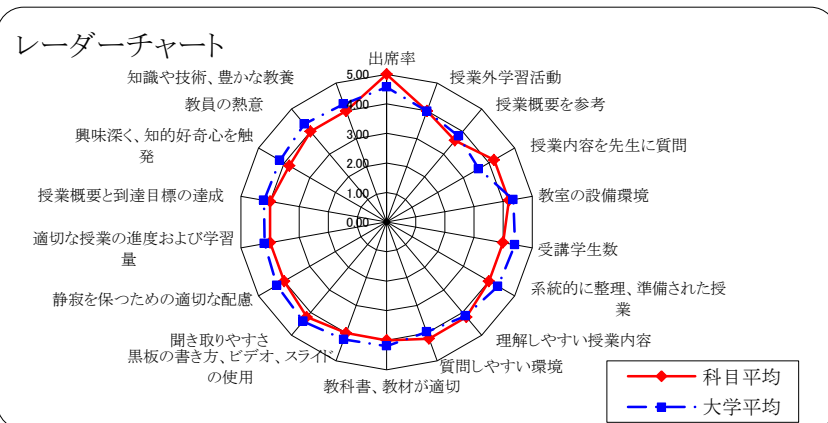 レーダーチャート
出席率
授業外学習活動
授業概要を参考
授業内容を先生に質問
教室の設備環境
受講学生数
系統的に整理、準備された授
業
理解しやすい授業内容
質問しやすい環境
教科書、教材が適切
黒板の書き方、ビデオ、スライド
の使用
聞き取りやすさ
静寂を保つための適切な配慮
適切な授業の進度および学習
量
授業概要と到達目標の達成
興味深く、知的好奇心を触
発
教員の熱意
知識や技術、豊かな教養
5.00
4.00
3.00
2.00
1.00
0.00
科目平均
大学平均